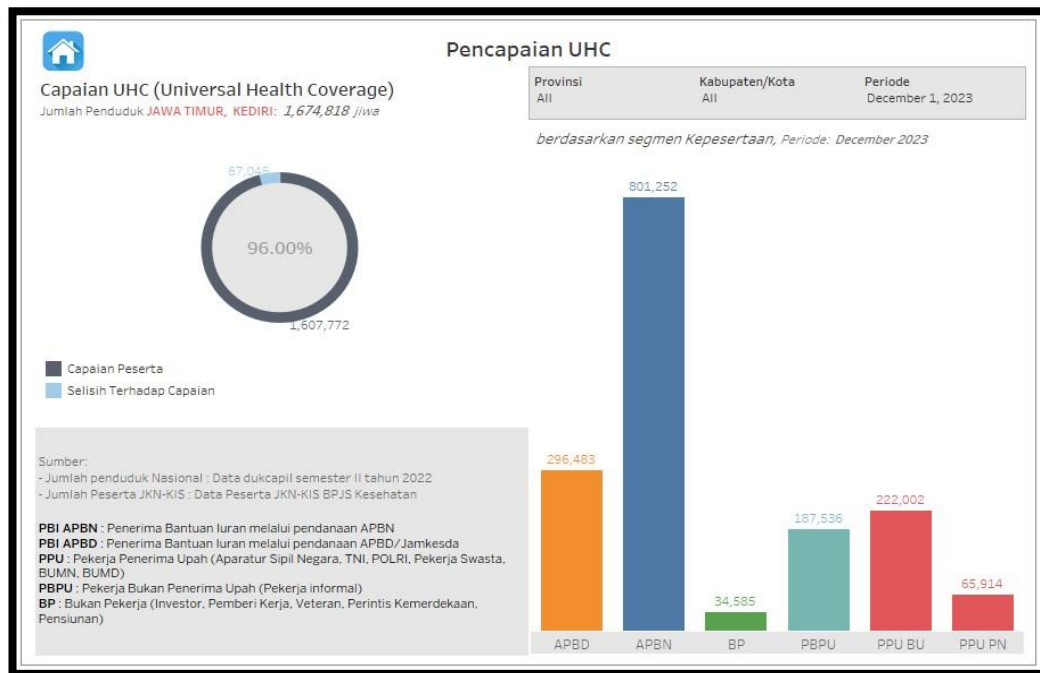 Pencapaian UHC
Capaian UHC (Universal Health Coverage)
Jumlah Penduduk JAWA TIMUR, KEDIRI: 1,674,818 jiwa
Provinsi Kabupaten/Kota Periode
All All December 1, 2023
berdasarkan segmen Kepesertaan, Periode: December 2023
67,046
96.00%
1,607,772
Capaian Peserta
Selisih Terhadap Capaian
Sumber:
- Jumlah penduduk Nasional : Data dukcapil semester II tahun 2022
- Jumlah Peserta JKN-KIS : Data Peserta JKN-KIS BPJS Kesehatan
PBI APBN : Penerima Bantuan Iuran melalui pendanaan APBN
PBI APBD : Penerima Bantuan Iuran melalui pendanaan APBD/Jamkesda
PPU : Pekerja Penerima Upah (Aparatur Sipil Negara, TNI, POLRI, Pekerja Swasta,
BUMN, BUMD)
PBPU : Pekerja Bukan Penerima Upah (Pekerja informal)
BP : Bukan Pekerja (Investor, Pemberi Kerja, Veteran, Perintis Kemerdekaan,
Pensiunan)
296,483
801,252
34,585
187,536
222,002
65,914
APBD APBN BP PBPU PPU BU PPU PN